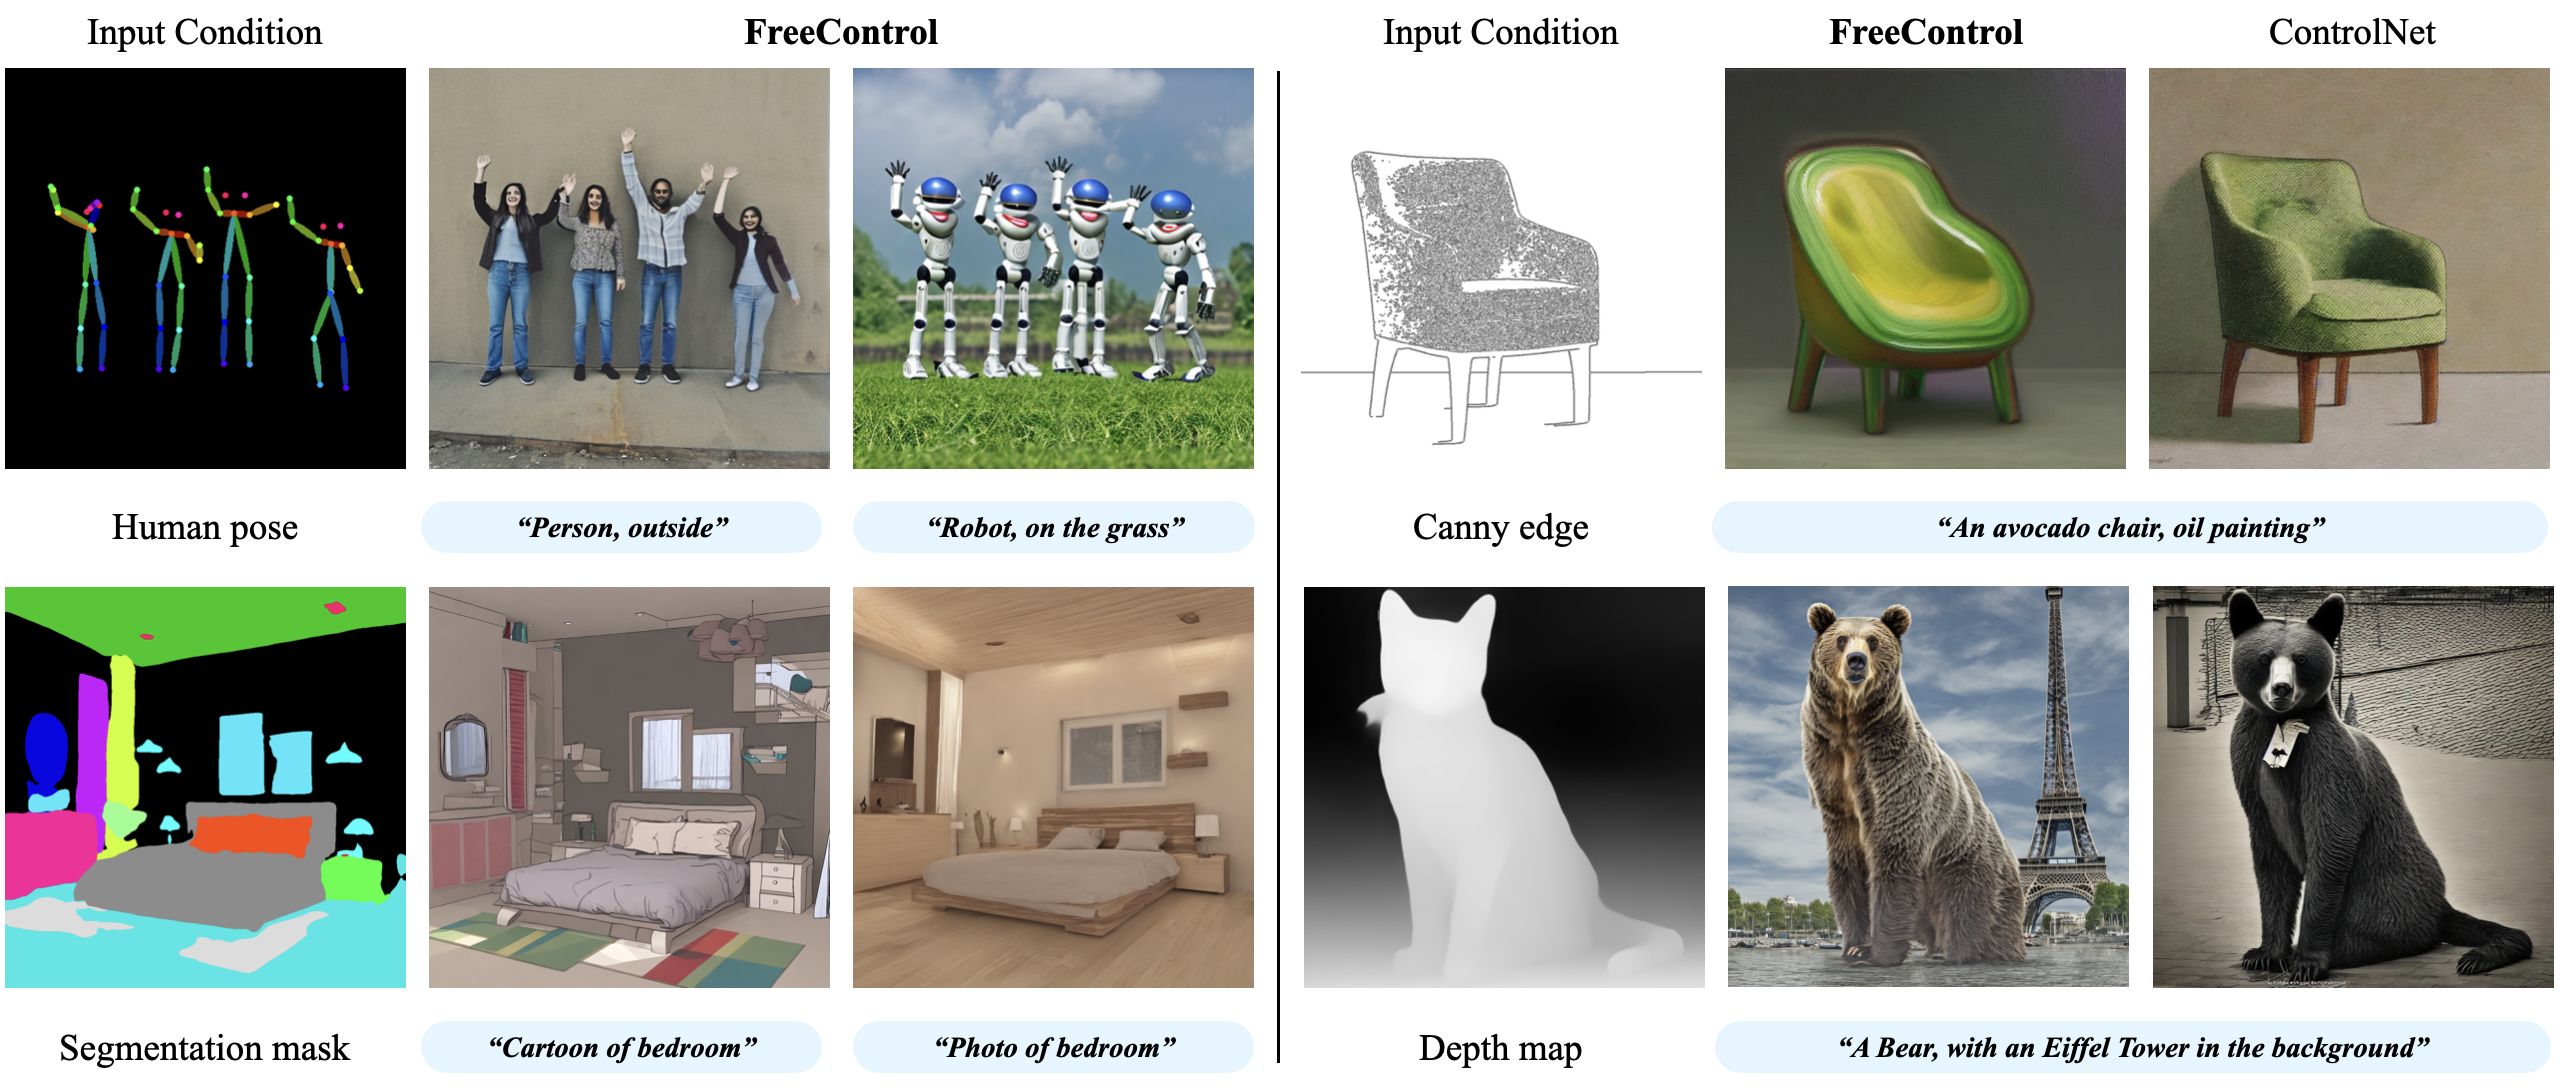 Input Condition
FreeControl
Input Condition
FreeControl
ControlNet
Human pose
“Person, outside”
“Robot, on the grass”
Canny edge
“An avocado chair, oil painting”
Segmentation mask
“Cartoon of bedroom”
“Photo of bedroom”
Depth map
“A Bear, with an Eiffel Tower in the background”